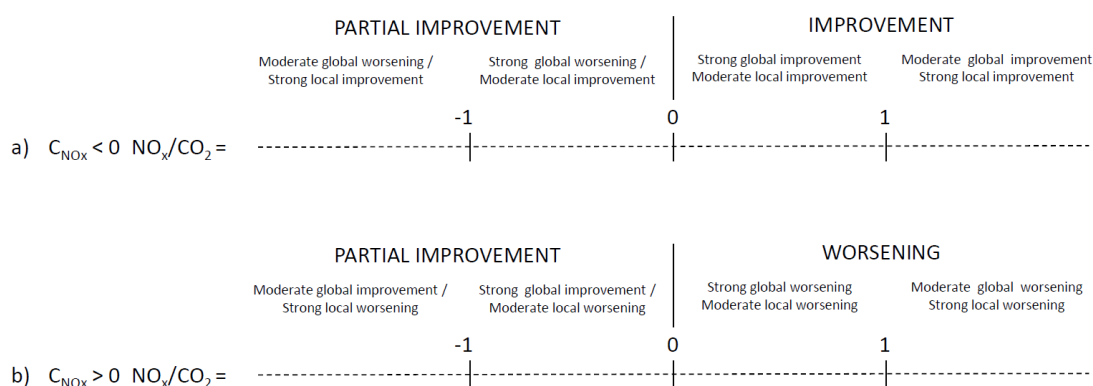 PARTIAL IMPROVEMENT
IMPROVEMENT
Moderate global worsening /
Strong local improvement
Strong global worsening /
Moderate local improvement
Strong global improvement
Moderate local improvement
Moderate global improvement
Strong local improvement
-1
0
1
a) CNOx < 0 NOx/CO2 =
PARTIAL IMPROVEMENT
WORSENING
Moderate global improvement /
Strong local worsening
Strong global improvement /
Moderate local worsening
Strong global worsening
Moderate local worsening
Moderate global worsening
Strong local worsening
-1
0
1
b) CNOx > 0 NOx/CO2 =